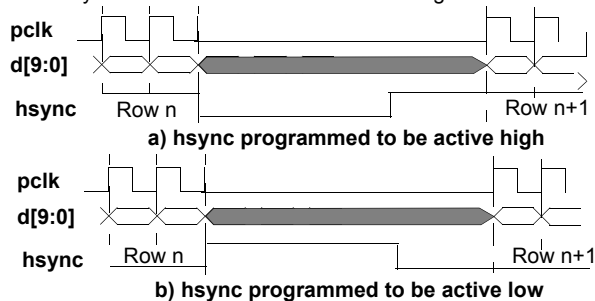 pclk
d[9:0]
hsync Row n Row n+1
a) hsync programmed to be active high
pclk
d[9:0]
hsync Row n Row n+1
b) hsync programmed to be active low